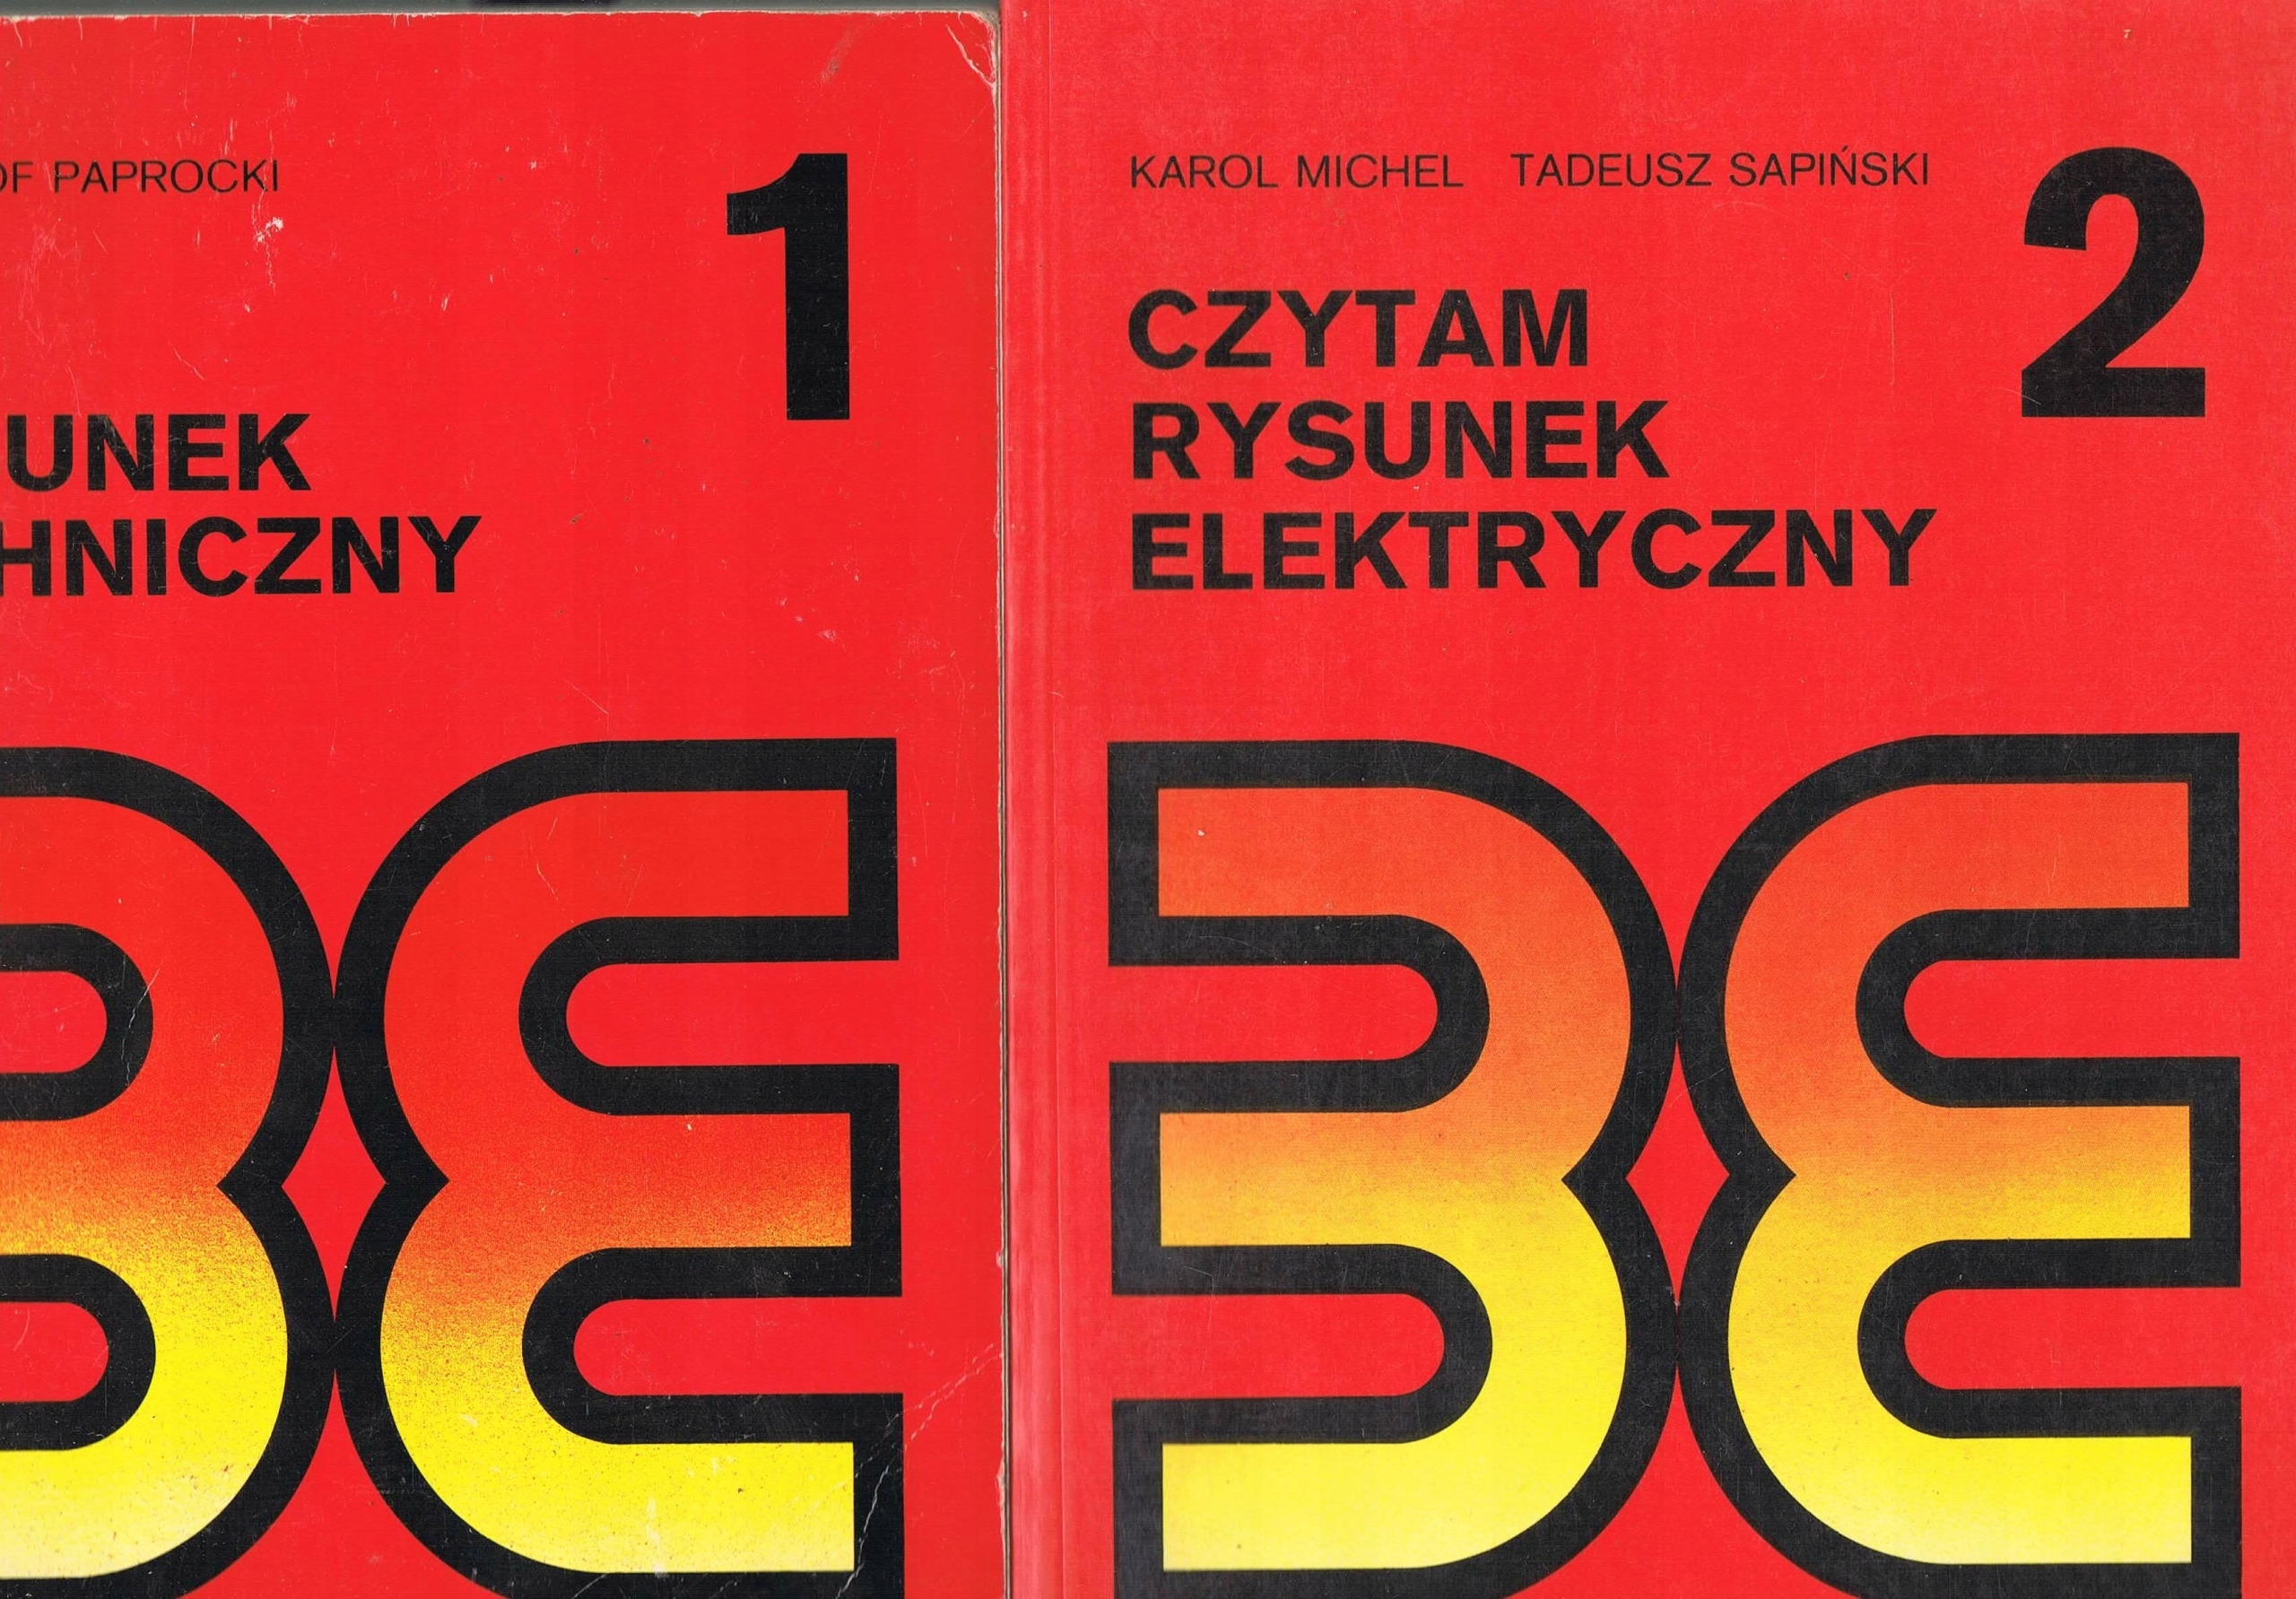 OF PAPROCKI
1
UNEK
HNICZNY
KAROL MICHEL TADEUSZ SAPIŃSKI
2
CZYTAM
RYSUNEK
ELEKTRYCZNY